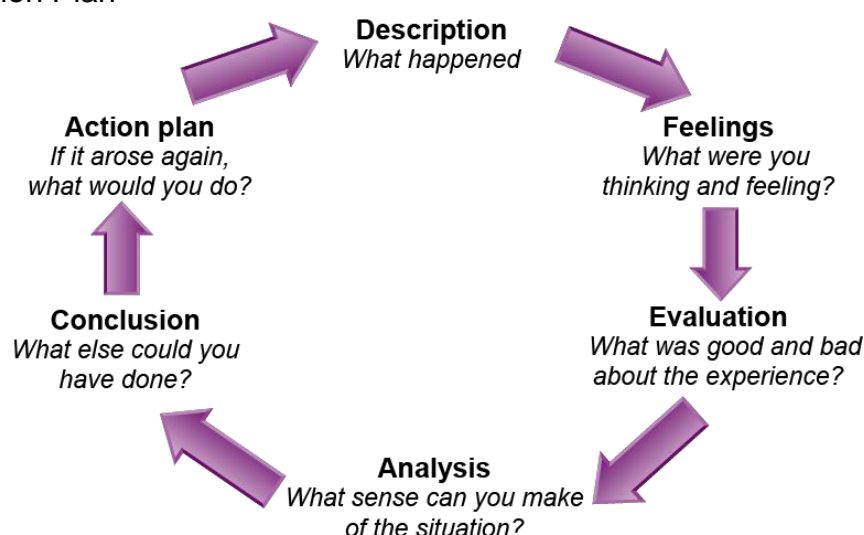 Plan
Description
What happened
Feelings
What were you
thinking and feeling?
Evaluation
What was good and bad
about the experience?
Analysis
What sense can you make
of the situation?
Conclusion
What else could you
have done?
Action plan
If it arose again,
what would you do?